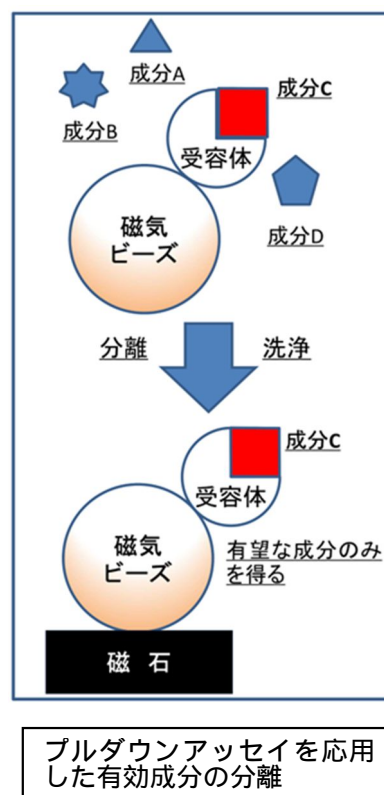 成分A
成分C
成分B
受容体
成分D
磁気
ビーズ
分離
洗浄
成分C
受容体
磁気
ビーズ
有望な成分のみ
を得る
磁 石
プルダウンアッセイを応用
した有効成分の分離